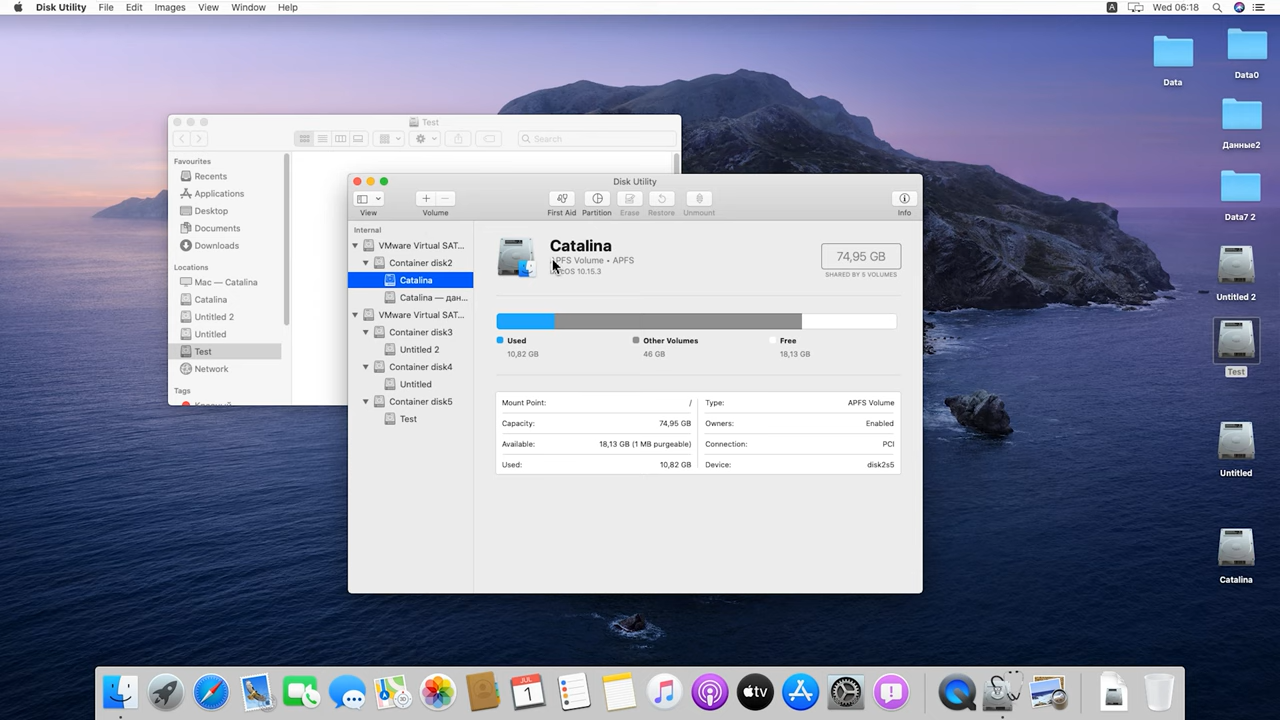 Disk Utility File Edit Images View Window Help
A Wed 06:18
Data
Data0
Данные2
Data7 2
Untitled 2
Test
Untitled
Catalina
Test
Search
Favourites
Recents
Applications
Desktop
Documents
Downloads
Locations
Mac — Catalina
Catalina
Untitled 2
Untitled
Test
Network
Tags
Disk Utility
View
Volume
First Aid
Partition
Erase
Restore
Unmount
Info
Internal
VMware Virtual SAT...
Container disk2
Catalina
Catalina — дан...
VMware Virtual SAT...
Container disk3
Untitled 2
Container disk4
Untitled
Container disk5
Test
Catalina
APFS Volume • APFS
10.15.3
74,95 GB
SHARED BY 5 VOLUMES
Used
10,82 GB
Other Volumes
46 GB
Free
18,13 GB
Mount Point: /
Capacity: 74,95 GB
Available: 18,13 GB (1 MB purgeable)
Used: 10,82 GB
Type: APFS Volume
Owners: Enabled
Connection: PCI
Device: disk2s5
JUL
1
tv